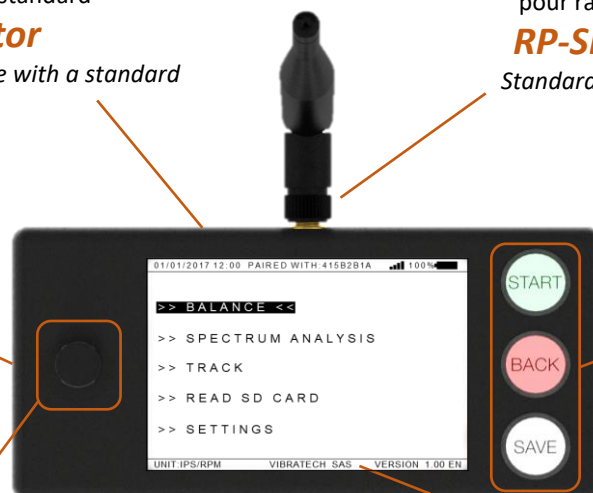 standard
pour ra
tor
RP-S
e with a standard
Standard
01/01/2017 12:00 PAIRED WITH:415B2B1A 100%
>> BALANCE <<
>> SPECTRUM ANALYSIS
>> TRACK
>> READ SD CARD
>> SETTINGS
UNIT:IPS/RPM VIBRATECH SAS VERSION 1.00 EN
START
BACK
SAVE